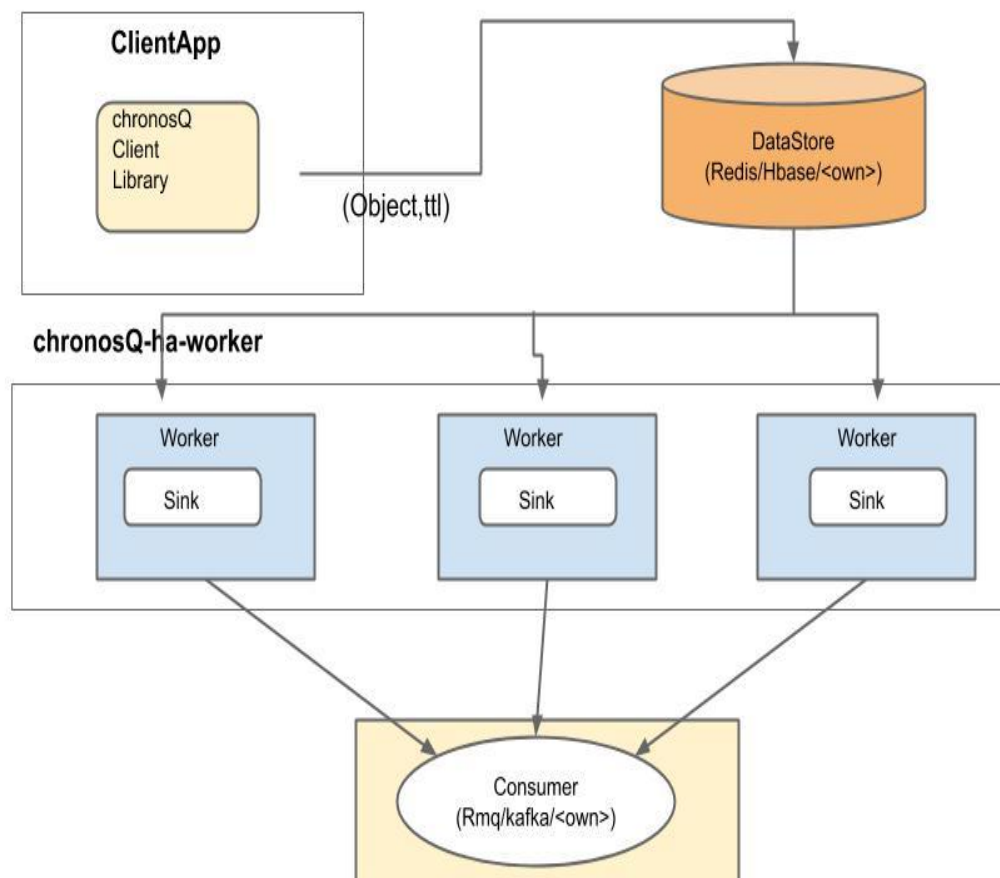 ClientApp
chronosQ
Client
Library
(Object,ttl)
DataStore
(Redis/Hbase/<own>)
chronosQ-ha-worker
Worker
Sink
Worker
Sink
Worker
Sink
Consumer
(Rmq/kafka/<own>)